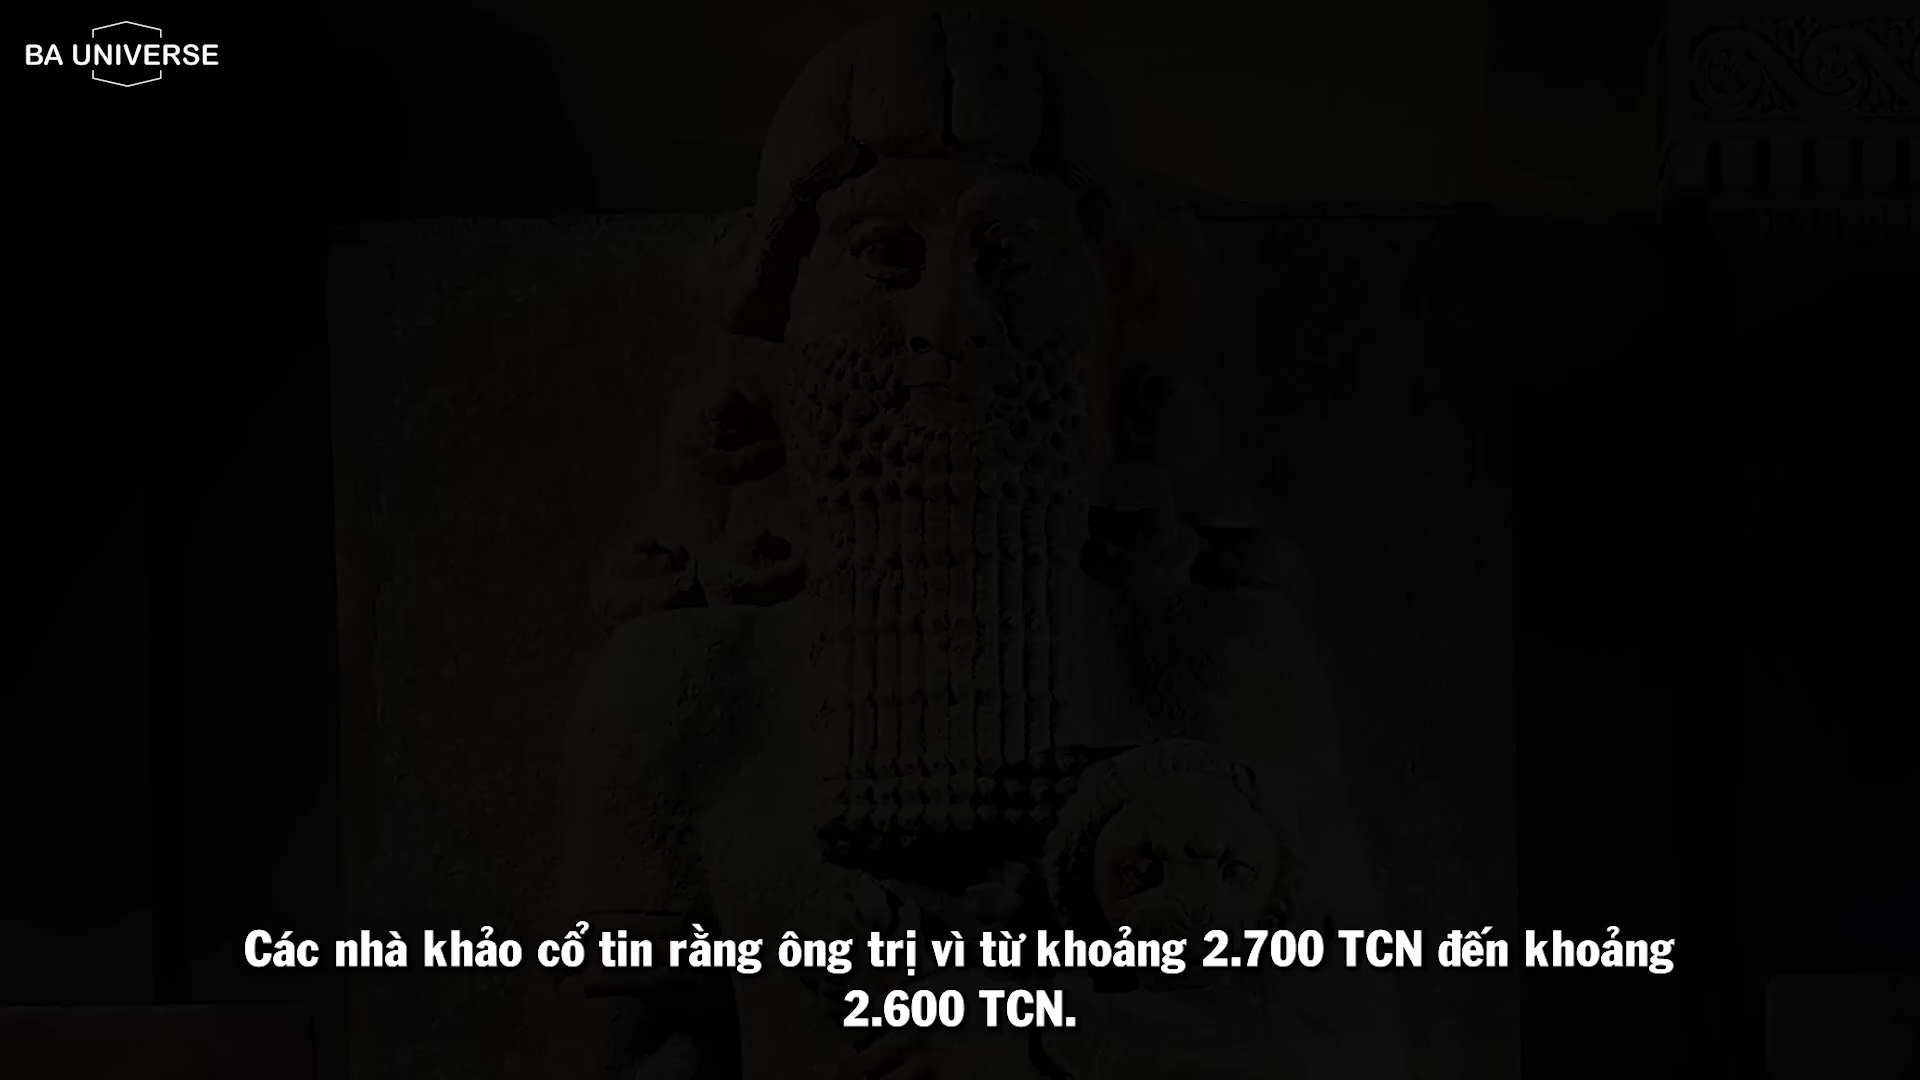 BA UNIVERSE
Các nhà khảo cổ tin rằng ông trị vì từ khoảng 2.700 TCN đến khoảng
2.600 TCN.